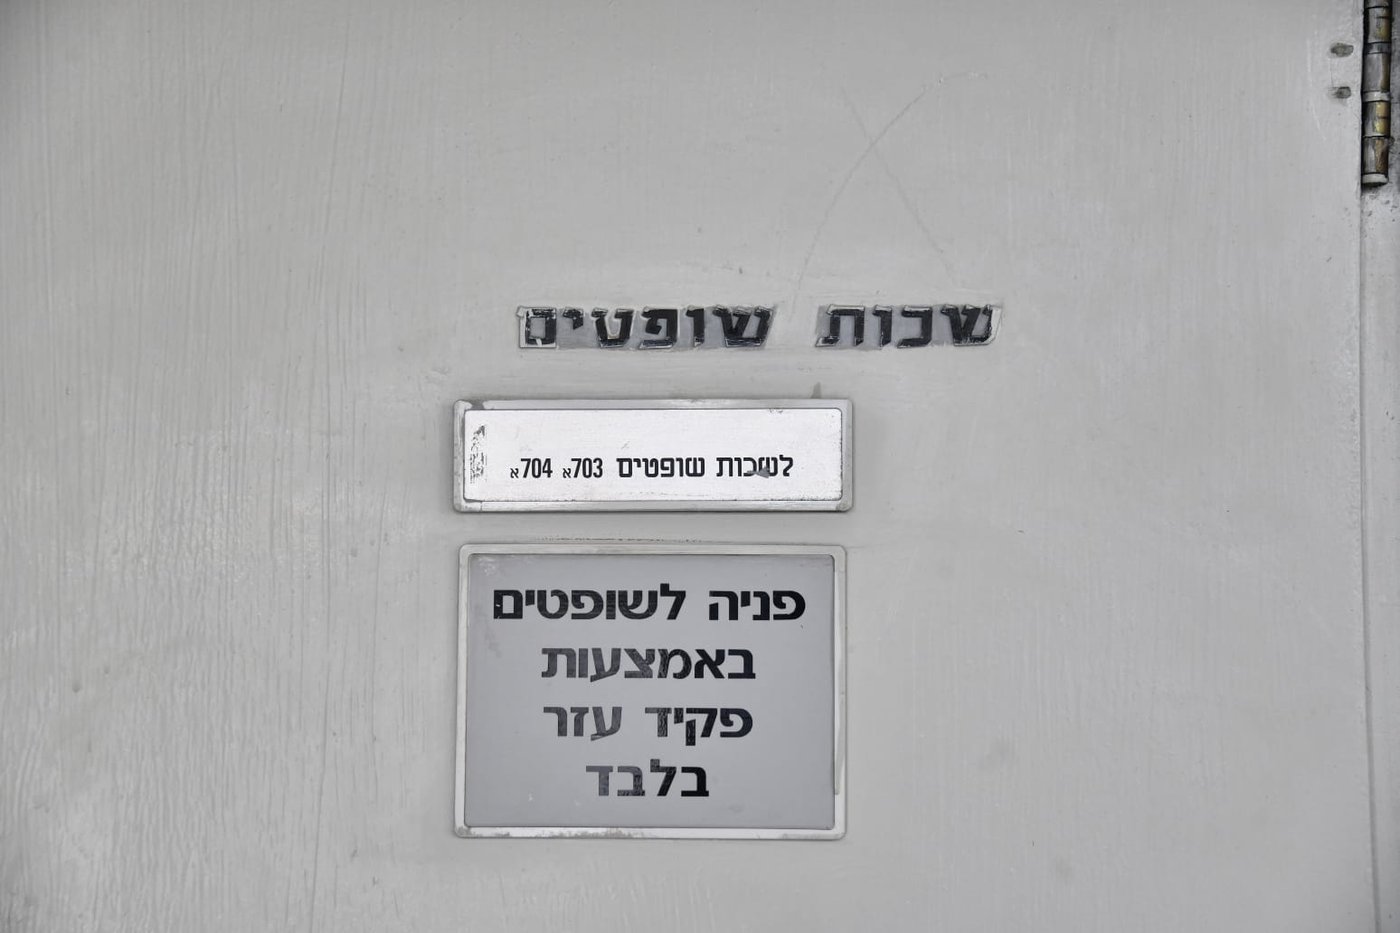 שכות שופטים
לשכות שופטים 703א 704א
פניה לשופטים
באמצעות
פקיד עזר
בלבד